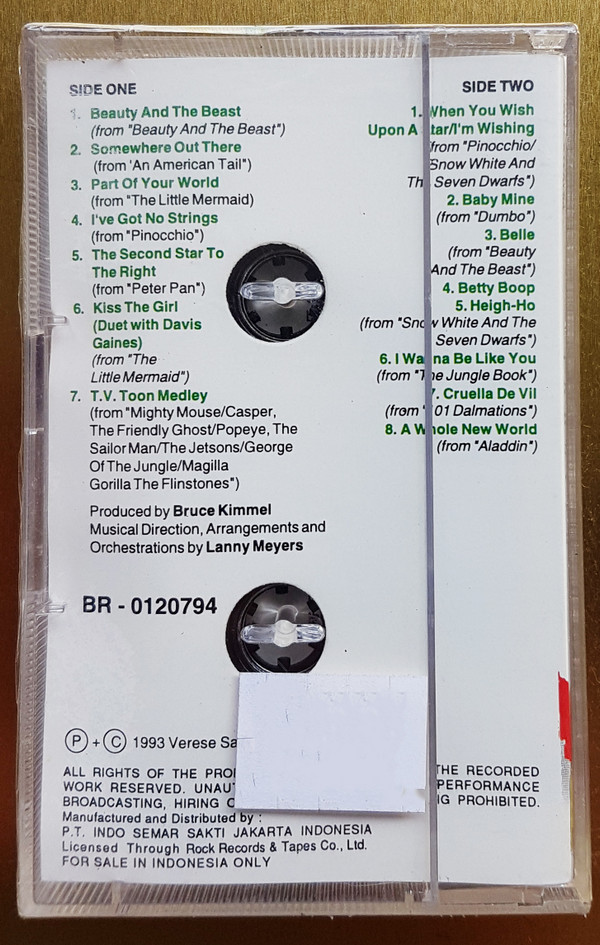 SIDE ONE
1. Beauty And The Beast
(from "Beauty And The Beast")
2. Somewhere Out There
(from 'An American Tail")
3. Part Of Your World
(from "The Little Mermaid)
4. I've Got No Strings
(from "Pinocchio")
5. The Second Star To
The Right
(from "Peter Pan")
6. Kiss The Girl
(Duet with Davis
Gaines)
(from "The
Little Mermaid")
7. T.V. Toon Medley
(from "Mighty Mouse/Casper,
The Friendly Ghost/Popeye, The
Sailor Man/The Jetsons/George
Of The Jungle/Magilla
Gorilla The Flinstones")
Produced by Bruce Kimmel
Musical Direction, Arrangements and
Orchestrations by Lanny Meyers
BR - 0120794
SIDE TWO
1. When You Wish
Upon A Star/I'm Wishing
(from "Pinocchio/
Snow White And
The Seven Dwarfs")
2. Baby Mine
(from "Dumbo")
3. Belle
(from "Beauty
And The Beast")
4. Betty Boop
5. Heigh-Ho
(from "Snow White And The
Seven Dwarfs")
6. I Wanna Be Like You
(from "The Jungle Book")
7. Cruella De Vil
(from "101 Dalmations")
8. A Whole New World
(from "Aladdin")
P + C 1993 Verese
ALL RIGHTS OF THE THE RECORDED
WORK RESERVED. PERFORMANCE
BROADCASTING, HIRING PROHIBITED.
Manufactured and Distributed by :
P.T. INDO SEMAR SAKTI JAKARTA INDONESIA
Licensed Through Rock Records & Tapes Co., Ltd.
FOR SALE IN INDONESIA ONLY